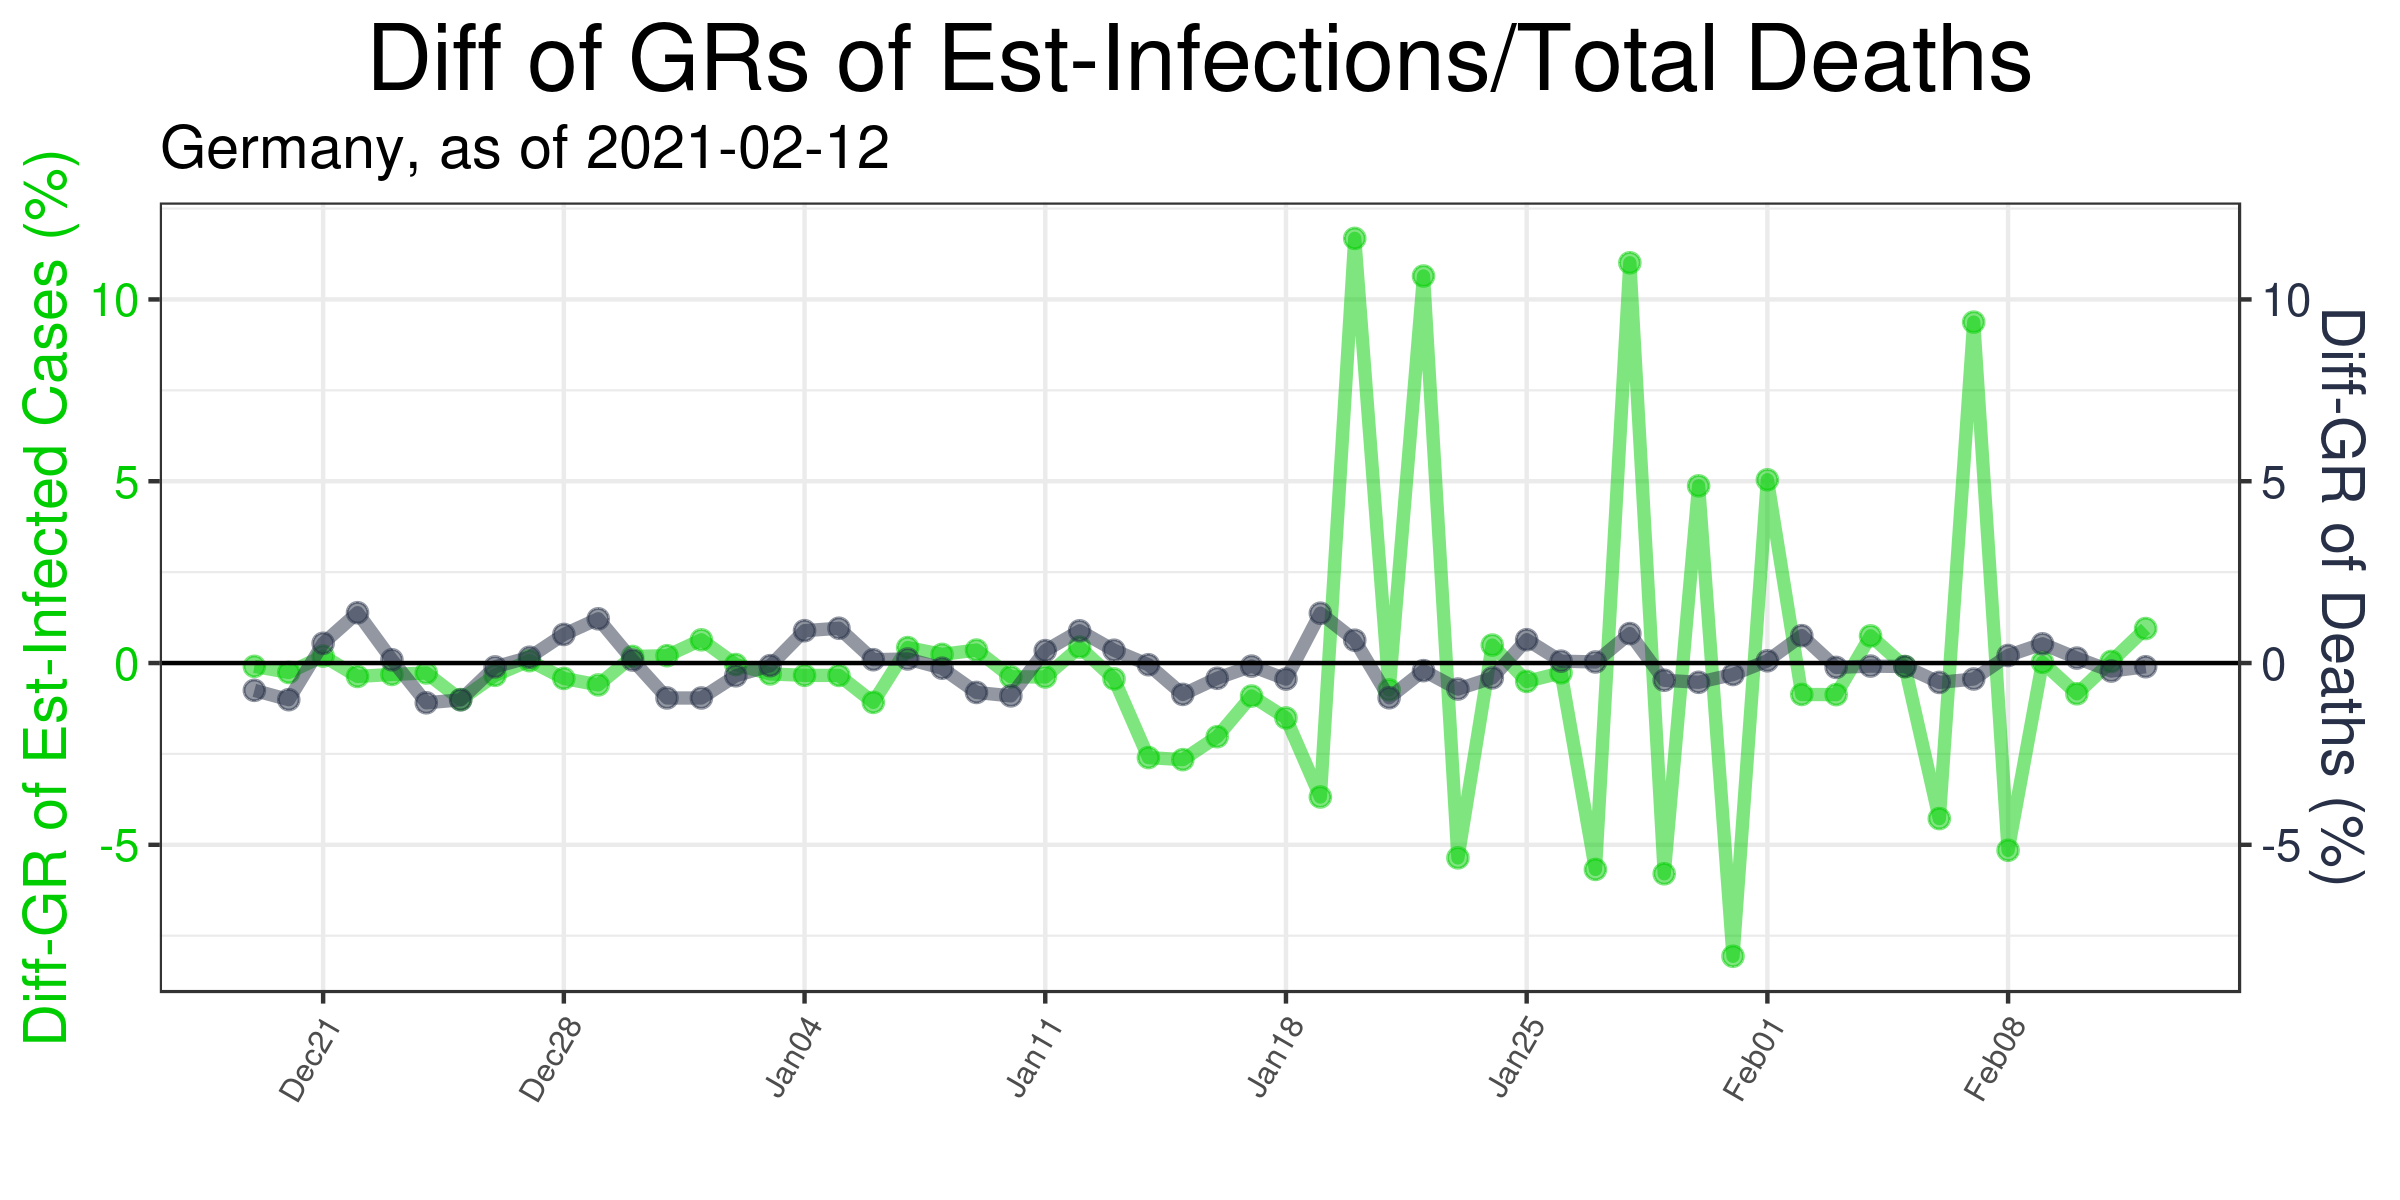 Diff of GRs of Est-Infections/Total Deaths
Germany, as of 2021-02-12
Diff-GR of Est-Infected Cases (%)
10
5
0
-5
10
5
0
-5
Diff-GR of Deaths (%)
Dec21
Dec28
Jan04
Jan11
Jan18
Jan25
Feb01
Feb08